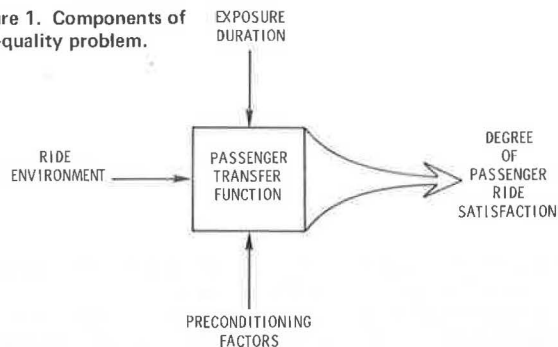 ure 1. Components of
-quality problem.
EXPOSURE
DURATION
RIDE
ENVIRONMENT
PASSENGER
TRANSFER
FUNCTION
DEGREE
OF
PASSENGER
RIDE
SATISFACTION
PRECONDITIONING
FACTORS